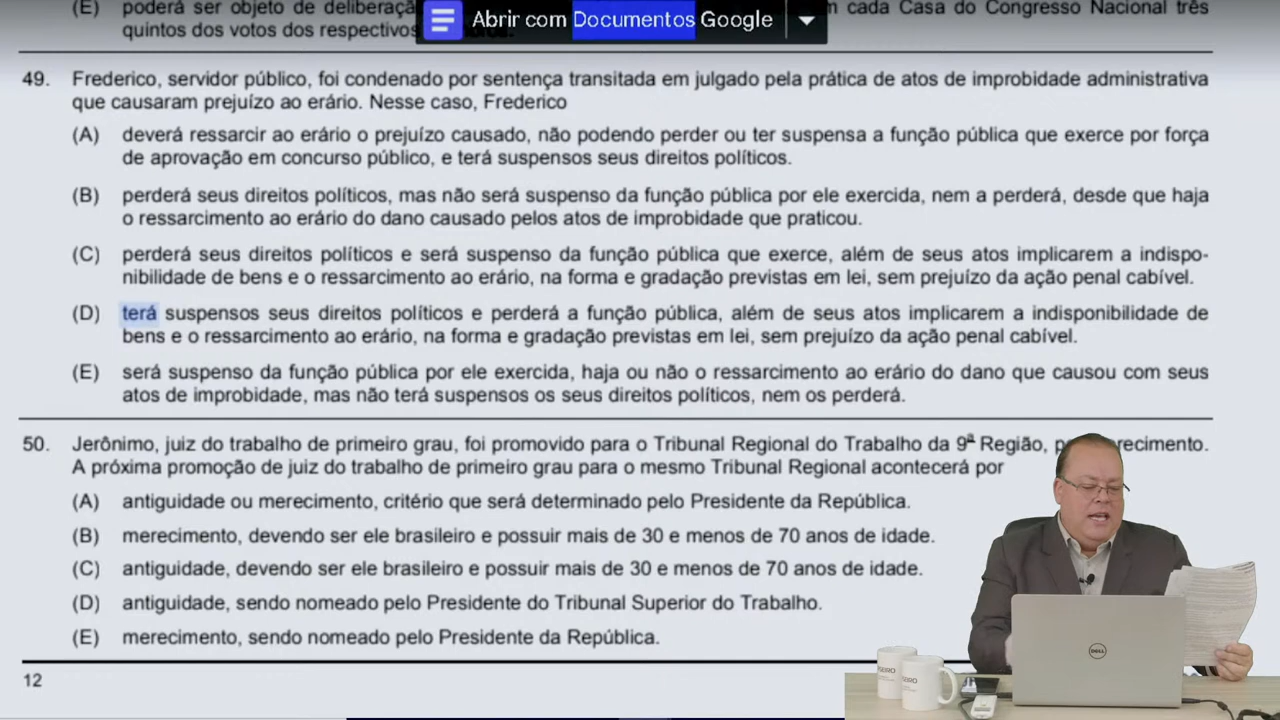 (E) poderá ser objeto de m cada Casa do Congresso Nacional três
quintos dos votos dos respectivos
Abrir com Documentos Google
49. Frederico, servidor público, foi condenado por sentença transitada em julgado pela prática de atos de improbidade administrativa
que causaram prejuízo ao erário. Nesse caso, Frederico
(A) deverá ressarcir ao erário o prejuízo causado, não podendo perder ou ter suspensa a função pública que exerce por força
de aprovação em concurso público, e terá suspensos seus direitos políticos.
(B) perderá seus direitos políticos, mas não será suspenso da função pública por ele exercida, nem a perderá, desde que haja
o ressarcimento ao erário do dano causado pelos atos de improbidade que praticou.
(C) perderá seus direitos políticos e será suspenso da função pública que exerce, além de seus atos implicarem a indispo-
nibilidade de bens e o ressarcimento ao erário, na forma e gradação previstas em lei, sem prejuízo da ação penal cabível.
(D) terá suspensos seus direitos políticos e perderá a função pública, além de seus atos implicarem a indisponibilidade de
bens e o ressarcimento ao erário, na forma e gradação previstas em lei, sem prejuízo da ação penal cabível.
(E) será suspenso da função pública por ele exercida, haja ou não o ressarcimento ao erário do dano que causou com seus
atos de improbidade, mas não terá suspensos os seus direitos políticos, nem os perderá.
50. Jerônimo, juiz do trabalho de primeiro grau, foi promovido para o Tribunal Regional do Trabalho da 9ª Região, p recimento.
A próxima promoção de juiz do trabalho de primeiro grau para o mesmo Tribunal Regional acontecerá por
(A) antiguidade ou merecimento, critério que será determinado pelo Presidente da República.
(B) merecimento, devendo ser ele brasileiro e possuir mais de 30 e menos de 70 anos de idade.
(C) antiguidade, devendo ser ele brasileiro e possuir mais de 30 e menos de 70 anos de idade.
(D) antiguidade, sendo nomeado pelo Presidente do Tribunal Superior do Trabalho.
(E) merecimento, sendo nomeado pelo Presidente da República.
12
DELL